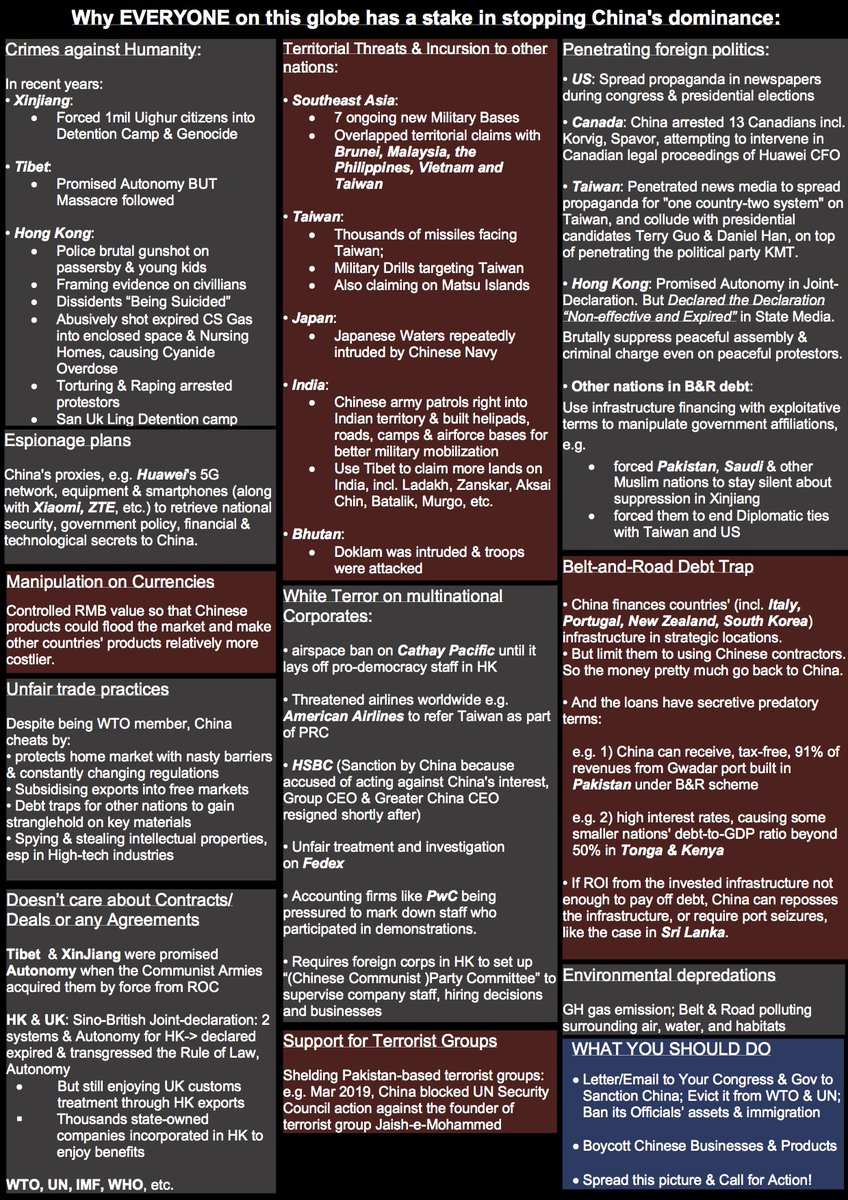 Why EVERYONE on this globe has a stake in stopping China's dominance:
Crimes against Humanity:
In recent years:
• Xinjiang:
● Forced 1mil Uighur citizens into
Detention Camp & Genocide
• Tibet:
● Promised Autonomy BUT
Massacre followed
• Hong Kong:
● Police brutal gunshot on
passersby & young kids
● Framing evidence on civillians
● Dissidents “Being Suicided”
● Abusively shot expired CS Gas
into enclosed space & Nursing
Homes, causing Cyanide
Overdose
● Torturing & Raping arrested
protestors
● San Uk Ling Detention camp
Espionage plans
China's proxies, e.g. Huawei's 5G
network, equipment & smartphones (along
with Xiaomi, ZTE, etc.) to retrieve national
security, government policy, financial &
technological secrets to China.
Manipulation on Currencies
Controlled RMB value so that Chinese
products could flood the market and make
other countries' products relatively more
costlier.
Unfair trade practices
Despite being WTO member, China
cheats by:
• protects home market with nasty barriers
& constantly changing regulations
• Subsidising exports into free markets
• Debt traps for other nations to gain
stranglehold on key materials
• Spying & stealing intellectual properties,
esp in High-tech industries
Doesn't care about Contracts/
Deals or any Agreements
Tibet & XinJiang were promised
Autonomy when the Communist Armies
acquired them by force from ROC
HK & UK: Sino-British Joint-declaration: 2
systems & Autonomy for HK-> declared
expired & transgressed the Rule of Law,
Autonomy
● But still enjoying UK customs
treatment through HK exports
▪ Thousands state-owned
companies incorporated in HK to
enjoy benefits
WTO, UN, IMF, WHO, etc.
Territorial Threats & Incursion to other
nations:
• Southeast Asia:
● 7 ongoing new Military Bases
● Overlapped territorial claims with
Brunei, Malaysia, the
Philippines, Vietnam and
Taiwan
• Taiwan:
● Thousands of missiles facing
Taiwan;
● Military Drills targeting Taiwan
● Also claiming on Matsu Islands
• Japan:
● Japanese Waters repeatedly
intruded by Chinese Navy
• India:
● Chinese army patrols right into
Indian territory & built helipads,
roads, camps & airforce bases for
better military mobilization
● Use Tibet to claim more lands on
India, incl. Ladakh, Zanskar, Aksai
Chin, Batalik, Murgo, etc.
• Bhutan:
● Doklam was intruded & troops
were attacked
White Terror on multinational
Corporates:
• airspace ban on Cathay Pacific until it
lays off pro-democracy staff in HK
• Threatened airlines worldwide e.g.
American Airlines to refer Taiwan as part
of PRC
• HSBC (Sanction by China because
accused of acting against China's interest,
Group CEO & Greater China CEO
resigned shortly after)
• Unfair treatment and investigation
on Fedex
• Accounting firms like PwC being
pressured to mark down staff who
participated in demonstrations.
• Requires foreign corps in HK to set up
“(Chinese Communist )Party Committee” to
supervise company staff, hiring decisions
and businesses
Support for Terrorist Groups
Shelding Pakistan-based terrorist groups:
e.g. Mar 2019, China blocked UN Security
Council action against the founder of
terrorist group Jaish-e-Mohammed
Penetrating foreign politics:
• US: Spread propaganda in newspapers
during congress & presidential elections
• Canada: China arrested 13 Canadians incl.
Korvig, Spavor, attempting to intervene in
Canadian legal proceedings of Huawei CFO
• Taiwan: Penetrated news media to spread
propaganda for "one country-two system" on
Taiwan, and collude with presidential
candidates Terry Guo & Daniel Han, on top
of penetrating the political party KMT.
• Hong Kong: Promised Autonomy in Joint-
Declaration. But Declared the Declaration
“Non-effective and Expired” in State Media.
Brutally suppress peaceful assembly &
criminal charge even on peaceful protestors.
• Other nations in B&R debt:
Use infrastructure financing with exploitative
terms to manipulate government affiliations,
e.g.
● forced Pakistan, Saudi & other
Muslim nations to stay silent about
suppression in Xinjiang
● forced them to end Diplomatic ties
with Taiwan and US
Belt-and-Road Debt Trap
• China finances countries' (incl. Italy,
Portugal, New Zealand, South Korea)
infrastructure in strategic locations.
• But limit them to using Chinese contractors.
So the money pretty much go back to China.
• And the loans have secretive predatory
terms:
e.g. 1) China can receive, tax-free, 91% of
revenues from Gwadar port built in
Pakistan under B&R scheme
e.g. 2) high interest rates, causing some
smaller nations' debt-to-GDP ratio beyond
50% in Tonga & Kenya
• If ROI from the invested infrastructure not
enough to pay off debt, China can reposses
the infrastructure, or require port seizures,
like the case in Sri Lanka.
Environmental depredations
GH gas emission; Belt & Road polluting
surrounding air, water, and habitats
WHAT YOU SHOULD DO
● Letter/Email to Your Congress & Gov to
Sanction China; Evict it from WTO & UN;
Ban its Officials' assets & immigration
● Boycott Chinese Businesses & Products
● Spread this picture & Call for Action!